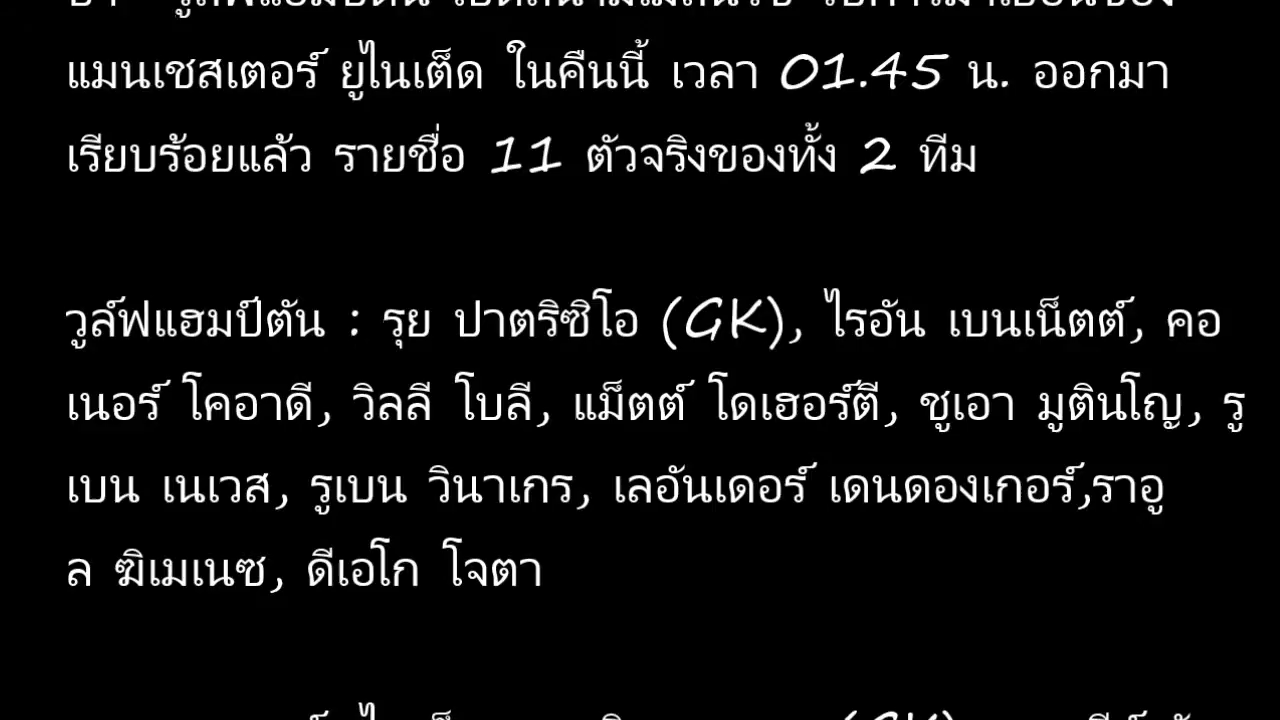 แมนเชสเตอร์ ยูไนเต็ด ในคืนนี้ เวลา 01.45 น. ออกมา
เรียบร้อยแล้ว รายชื่อ 11 ตัวจริงของทั้ง 2 ทีม
วูล์ฟแฮมป์ตัน : รุย ปาตริซิโอ (GK), ไรอัน เบนเน็ตต์, คอ
เนอร์ โคอาดี, วิลลี โบลี, แม็ตต์ โดเฮอร์ตี, ชูเอา มูตินโญ, รู
เบน เนเวส, รูเบน วินาเกร, เลอันเดอร์ เดนดองเกอร์,ราอู
ล ฆิเมเนซ, ดีเอโก โจตา
(GK)